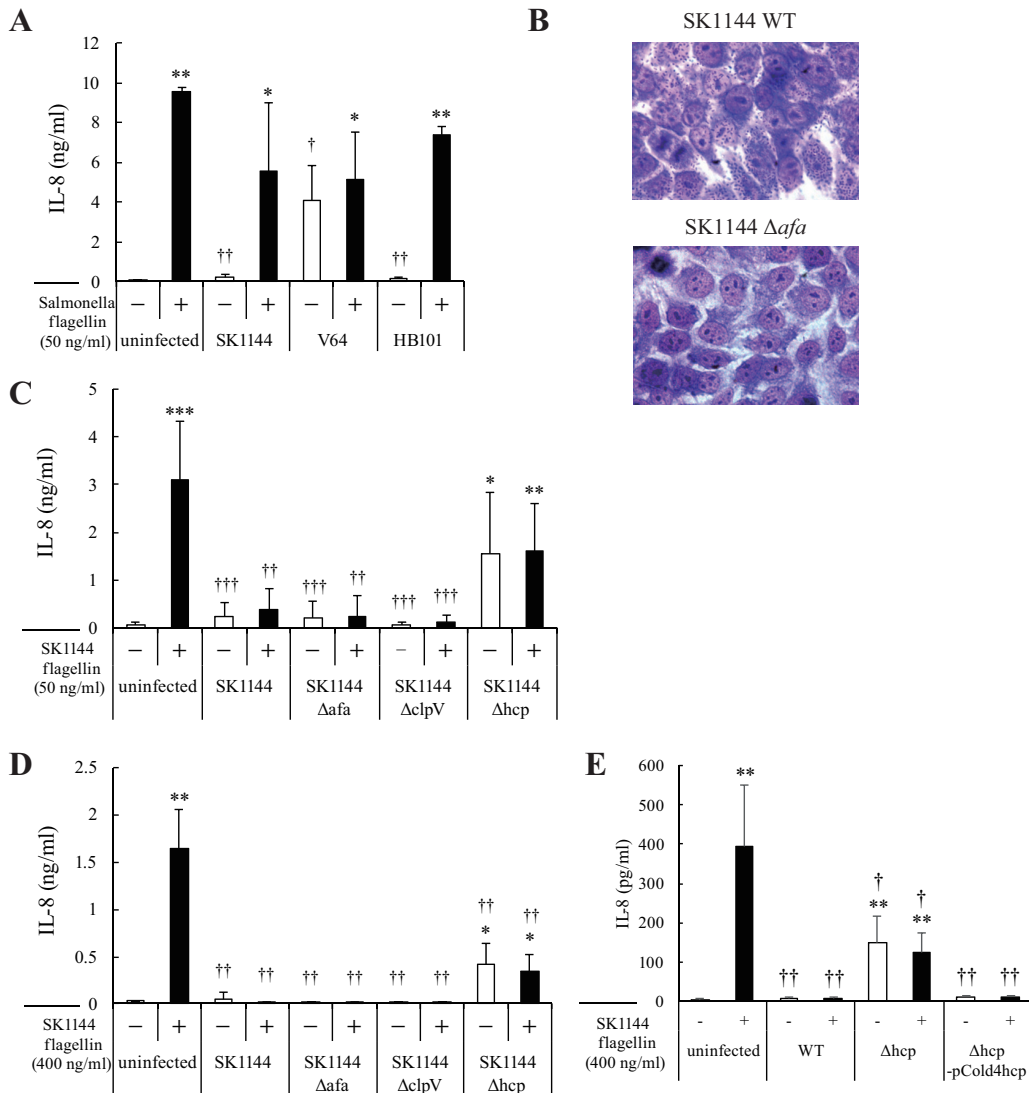 A
IL-8 (ng/ml)
12
10
8
6
4
2
0
**
††
*
†
*
††
**
Salmonella
flagellin
(50 ng/ml)
− + − + − + − +
uninfected SK1144 V64 HB101
B
SK1144 WT
SK1144 Δafa
C
IL-8 (ng/ml)
5
4
3
2
1
0
***
†††
††
†††
††
†††
†††
*
**
SK1144
flagellin
(50 ng/ml)
− + − + − + − + − +
uninfected SK1144 SK1144 SK1144 SK1144
Δafa ΔclpV Δhcp
D
IL-8 (ng/ml)
2.5
2
1.5
1
0.5
0
**
††
††
††
††
††
††
††
*
††
*
SK1144
flagellin
(400 ng/ml)
− + − + − + − + − +
uninfected SK1144 SK1144 SK1144 SK1144
Δafa ΔclpV Δhcp
E
IL-8 (pg/ml)
600
500
400
300
200
100
0
**
††
††
†
**
†
**
††
††
SK1144
flagellin
(400 ng/ml)
- + - + - + - +
uninfected WT Δhcp Δhcp
-pCold4hcp